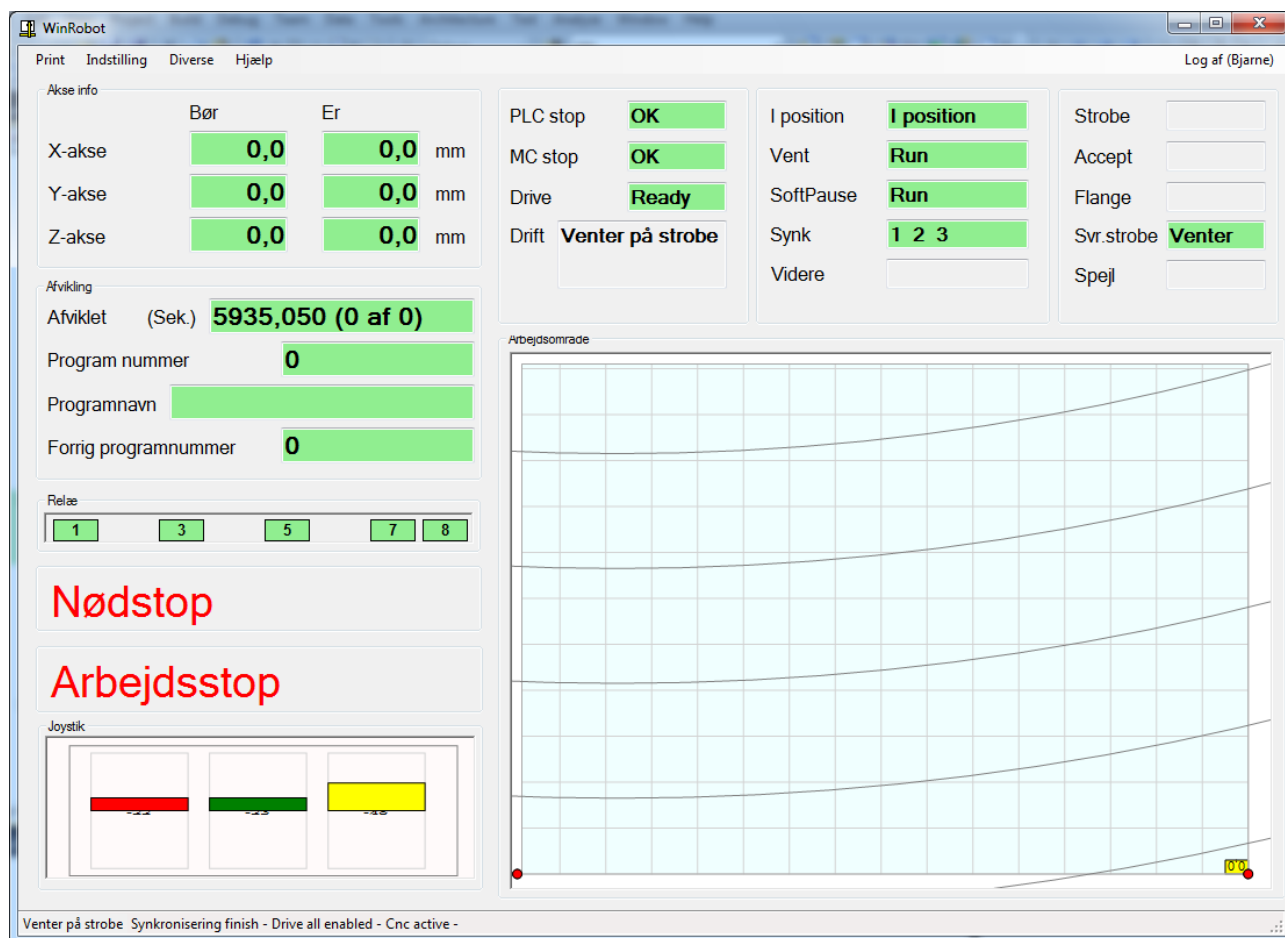 WinRobot
Print Indstilling Diverse Hjælp Log af (Bjarne)
Akse info
Bør Er
X-akse 0,0 0,0 mm
Y-akse 0,0 0,0 mm
Z-akse 0,0 0,0 mm
PLC stop OK
MC stop OK
Drive Ready
Drift Venter på strobe
I position I position
Vent Run
SoftPause Run
Synk 1 2 3
Videre
Strobe
Accept
Flange
Svr.strobe Venter
Spejl
Afvikling
Afviklet (Sek.) 5935,050 (0 af 0)
Program nummer 0
Programnavn
Forrig programnummer 0
Relæ
1 3 5 7 8
Nødstop
Arbejdsstop
Joystik
Arbejdsområde
0'0
Venter på strobe Synkronisering finish - Drive all enabled - Cnc active -